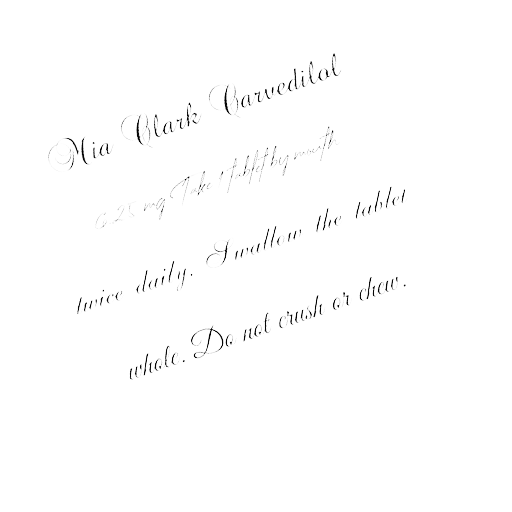 Mia Clark Carvedilol
6.25 mg Take 1 tablet by mouth
twice daily. Swallow the tablet
whole. Do not crush or chew.